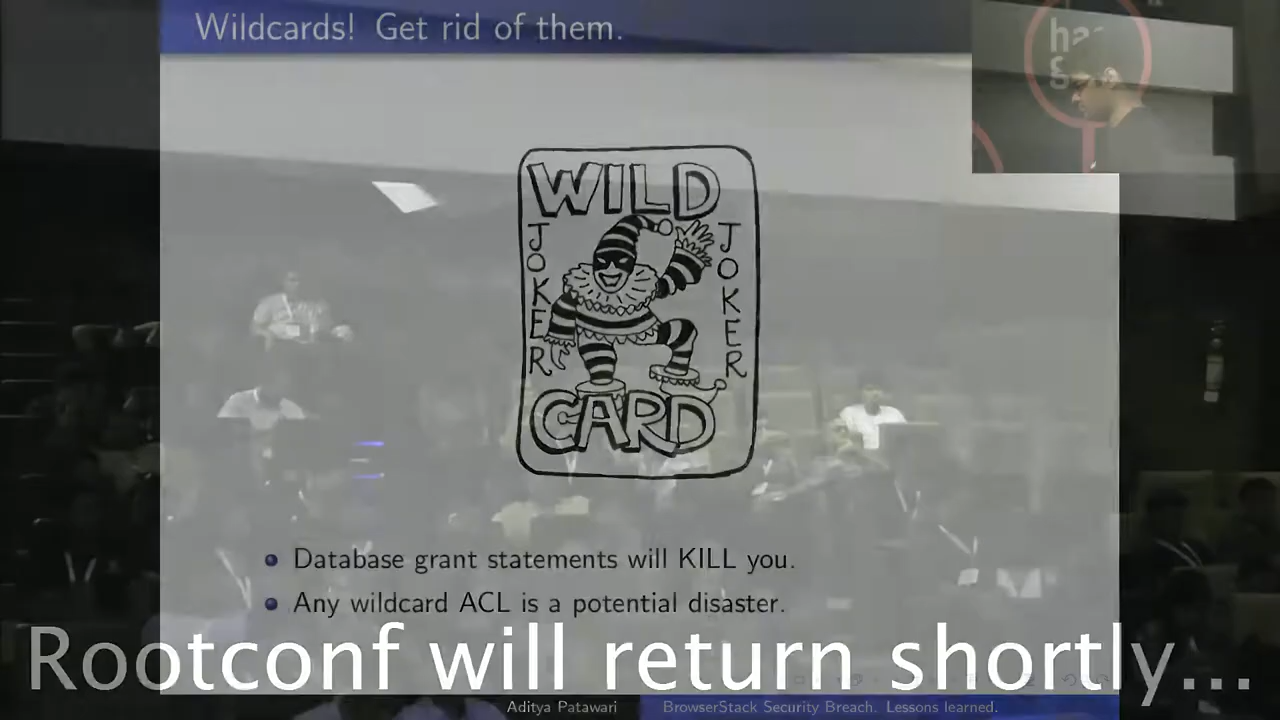 Wildcards! Get rid of them.
WILD
JOKER
JOKER
CARD
Database grant statements will KILL you.
Any wildcard ACL is a potential disaster.
Rootconf will return shortly...
Aditya Patawari
BrowserStack Security Breach. Lessons learned.